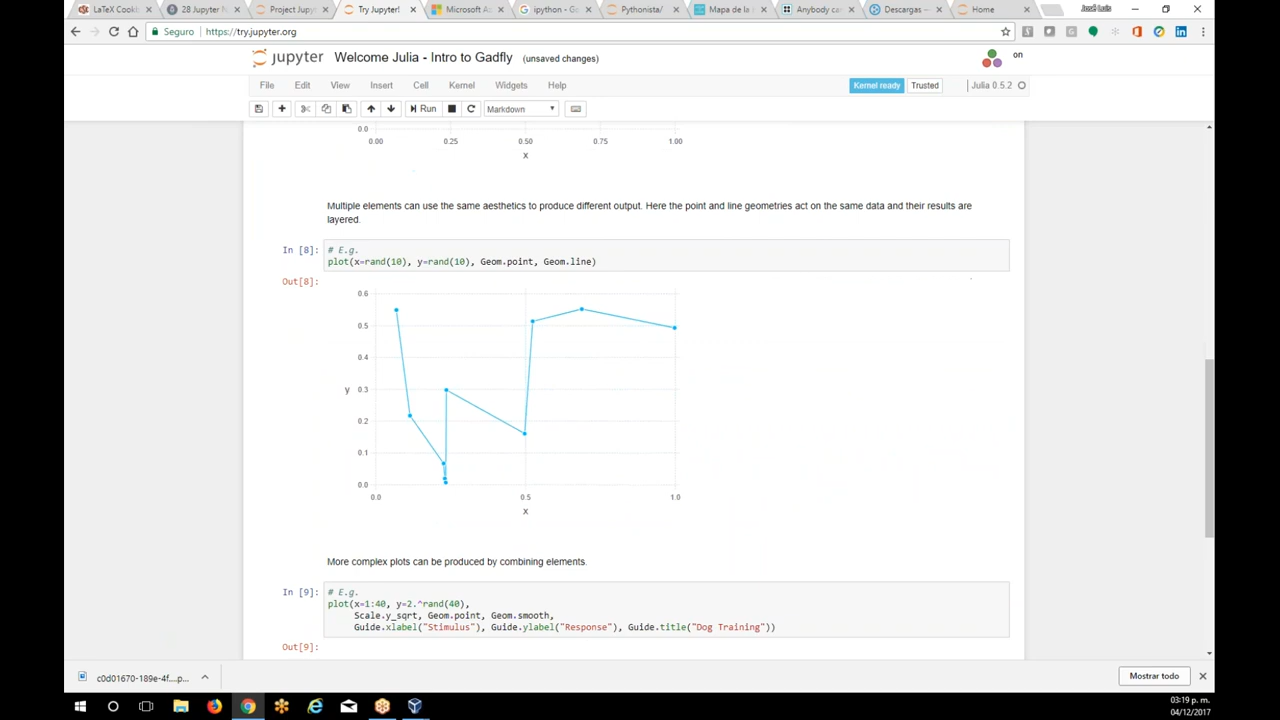 LaTeX Cookb
28 Jupyter N
Project Jupy
Try Jupyter!
Microsoft A
ipython - Go
Pythonista/
Mapa de la
Anybody ca
Descargas –
Home
José Luis
Seguro
https://try.jupyter.org
jupyter Welcome Julia - Intro to Gadfly (unsaved changes)
on
File Edit View Insert Cell Kernel Widgets Help
Kernel ready
Trusted
Julia 0.5.2
Run
Markdown
0.0
0.00 0.25 0.50 0.75 1.00
x
Multiple elements can use the same aesthetics to produce different output. Here the point and line geometries act on the same data and their results are
layered.
In [8]:
# E.g.
plot(x=rand(10), y=rand(10), Geom.point, Geom.line)
Out[8]:
0.6
0.5
0.4
y
0.3
0.2
0.1
0.0
0.0 0.5 1.0
x
More complex plots can be produced by combining elements.
In [9]:
# E.g.
plot(x=1:40, y=2.^rand(40),
Scale.y_sqrt, Geom.point, Geom.smooth,
Guide.xlabel("Stimulus"), Guide.ylabel("Response"), Guide.title("Dog Training"))
Out[9]:
c0d01670-189e-4f....p...
Mostrar todo
03:19 p. m.
04/12/2017